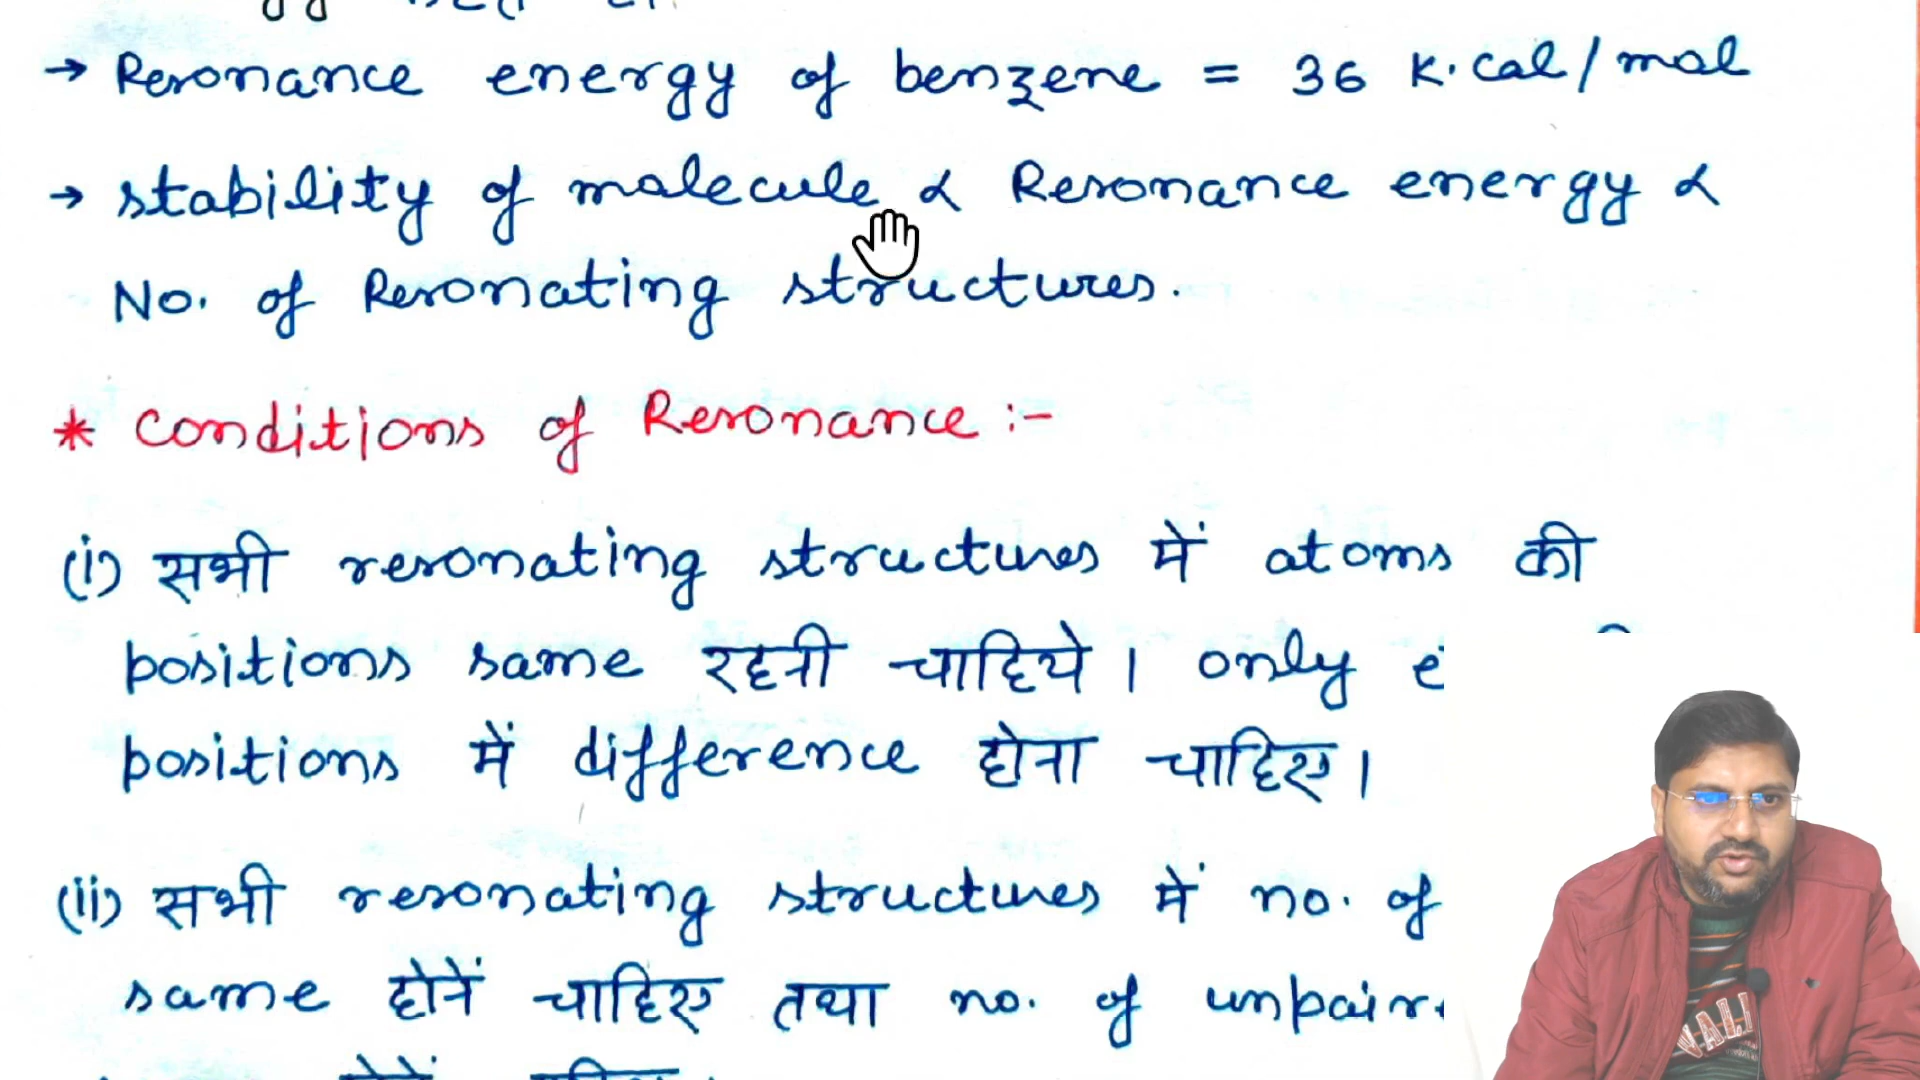 → Resonance energy of benzene = 36 K.cal/mol
→ stability of malecule ∝ Resonance energy ∝
No. of Resonating structures.
* Conditions of Resonance :-
(i) सभी resonating structures में atoms की
positions same रहनी चाहिये। only
positions में difference होना चाहिए।
(ii) सभी resonating structures में no. of
same होनें चाहिए तथा no. of